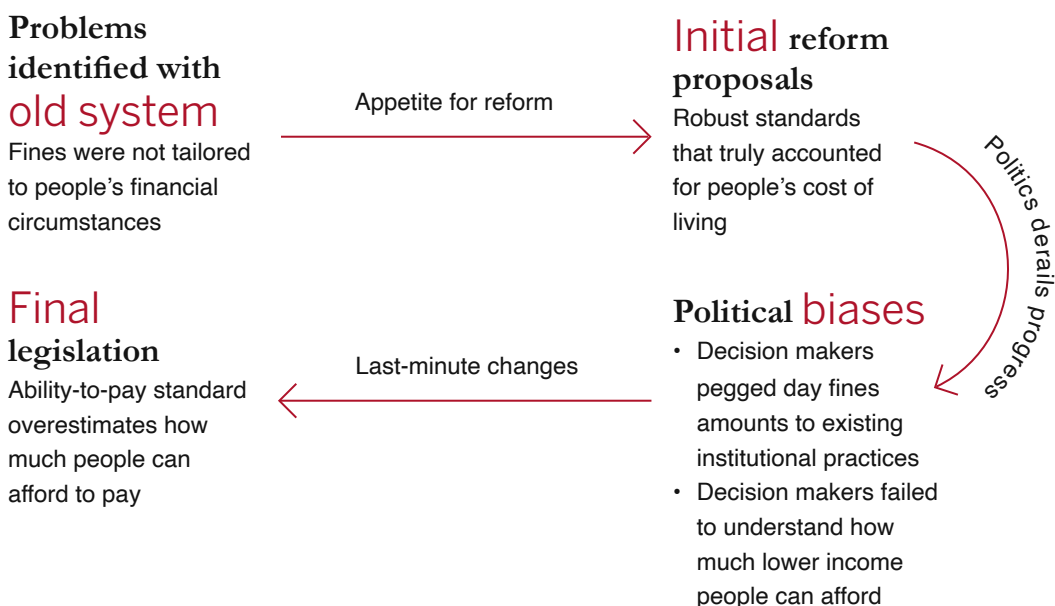 Problems
identified with
old system
Fines were not tailored
to people's financial
circumstances
Appetite for reform
Initial reform
proposals
Robust standards
that truly accounted
for people's cost of
living
Politics derails progress
Political biases
• Decision makers
pegged day fines
amounts to existing
institutional practices
• Decision makers failed
to understand how
much lower income
people can afford
Last-minute changes
Final
legislation
Ability-to-pay standard
overestimates how
much people can
afford to pay